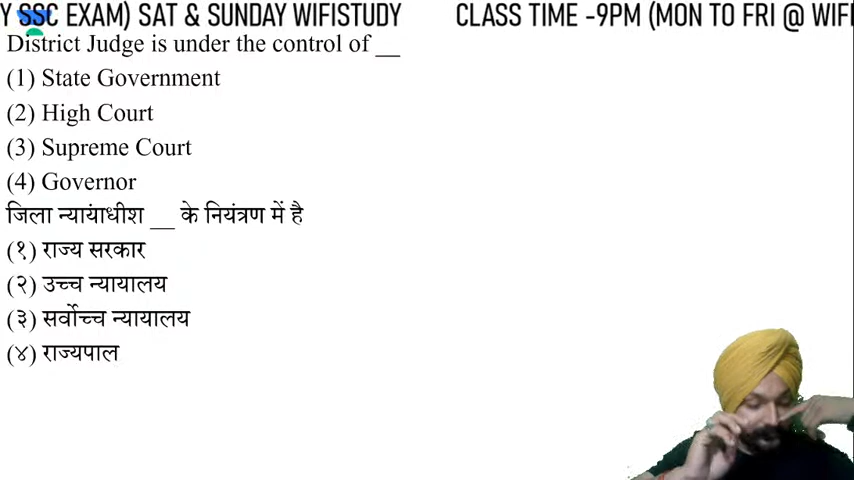 Y SSC EXAM) SAT & SUNDAY WIFISTUDY CLASS TIME -9PM (MON TO FRI @ WIFI
District Judge is under the control of __
(1) State Government
(2) High Court
(3) Supreme Court
(4) Governor
जिला न्यायांधीश __ के नियंत्रण में है
(१) राज्य सरकार
(२) उच्च न्यायालय
(३) सर्वोच्च न्यायालय
(४) राज्यपाल